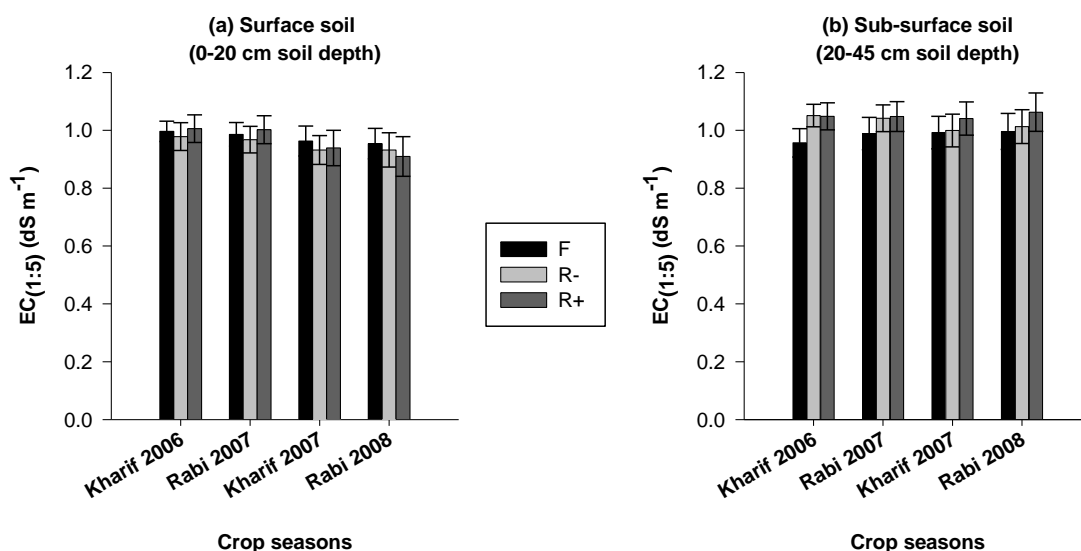 (a) Surface soil
(0-20 cm soil depth)
EC(1:5) (dS m-1)
1.2
1.0
0.8
0.6
0.4
0.2
0.0
Kharif 2006
Rabi 2007
Kharif 2007
Rabi 2008
Crop seasons
F
R-
R+
(b) Sub-surface soil
(20-45 cm soil depth)
EC(1:5) (dS m-1)
1.2
1.0
0.8
0.6
0.4
0.2
0.0
Kharif 2006
Rabi 2007
Kharif 2007
Rabi 2008
Crop seasons